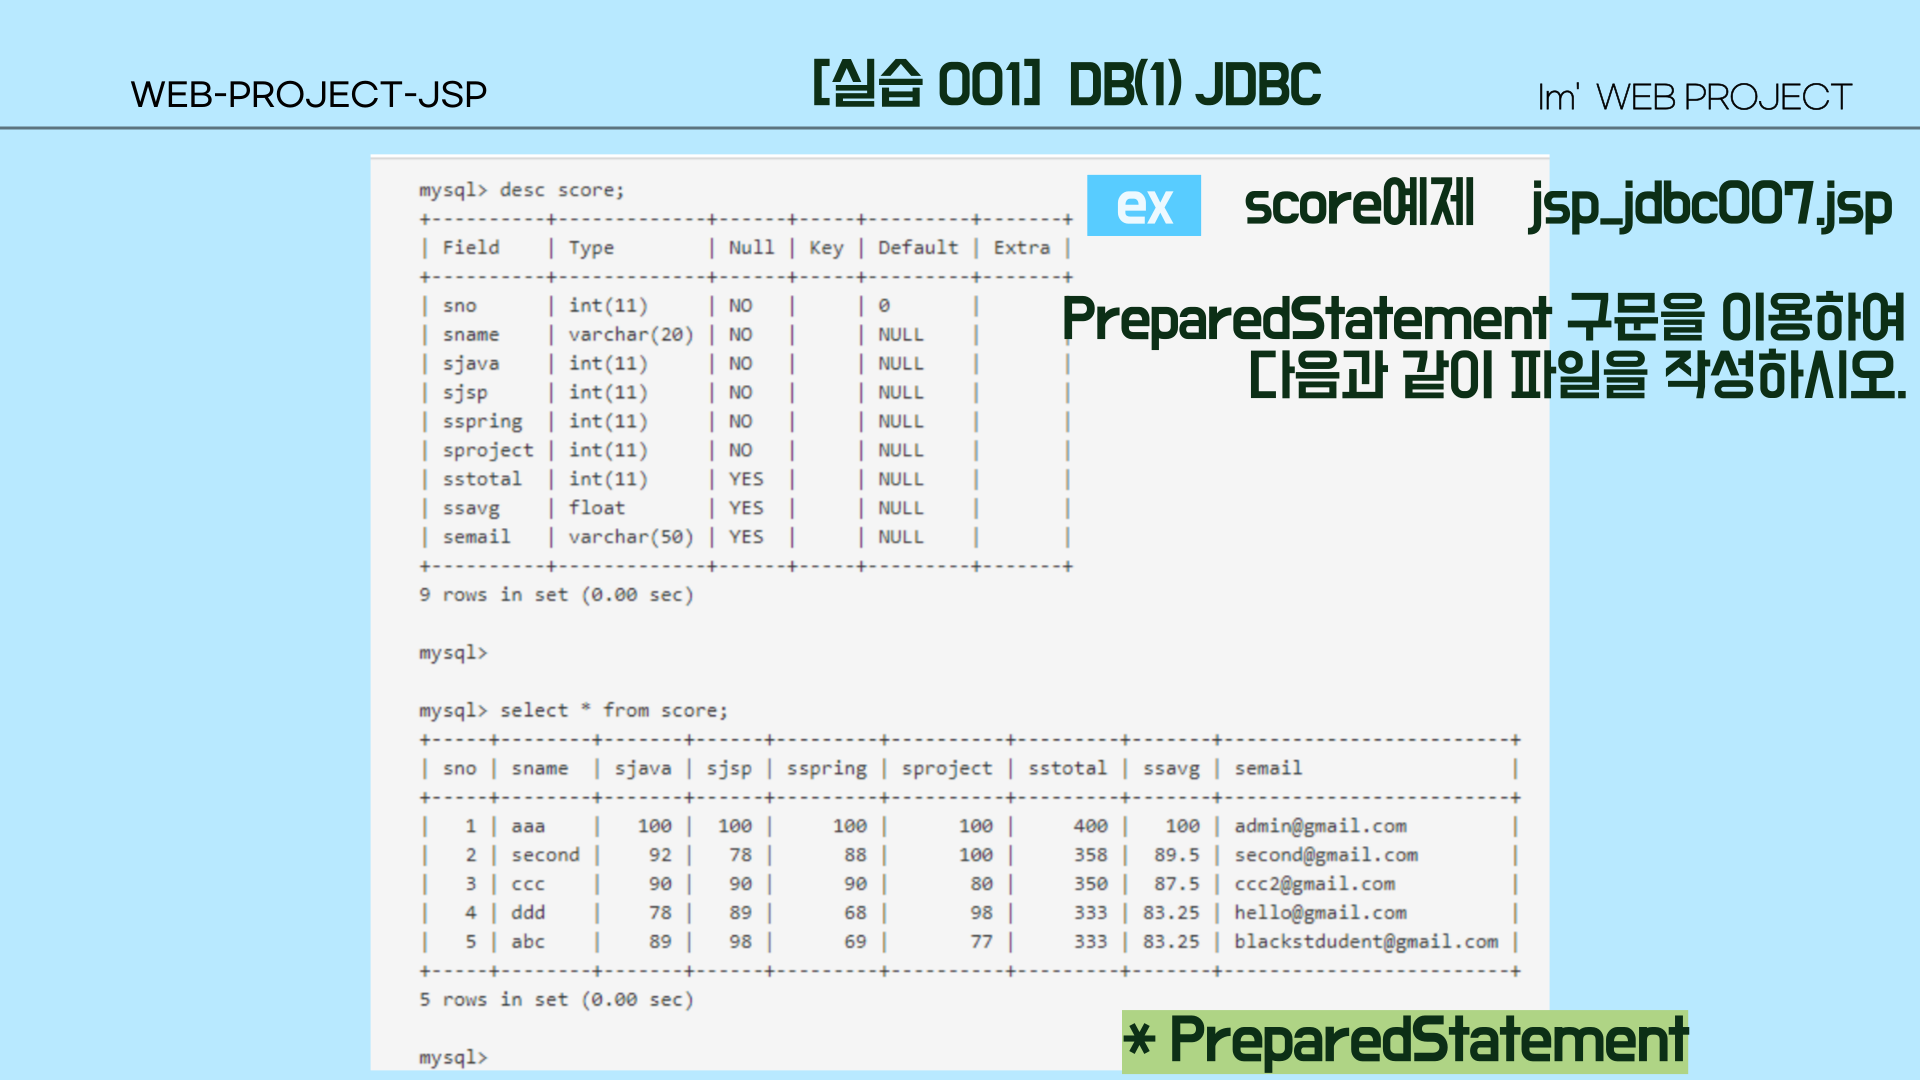 WEB-PROJECT-JSP
[실습 001] DB(1) JDBC
Im' WEB PROJECT
ex score예제 jsp_jdbc007.jsp
PreparedStatement 구문을 이용하여
다음과 같이 파일을 작성하시오.
mysql> desc score;
+----------+-------------+------+-----+---------+-------+
| Field    | Type        | Null | Key | Default | Extra |
+----------+-------------+------+-----+---------+-------+
| sno      | int(11)     | NO   |     | 0       |       |
| sname    | varchar(20) | NO   |     | NULL    |       |
| sjava    | int(11)     | NO   |     | NULL    |       |
| sjsp     | int(11)     | NO   |     | NULL    |       |
| sspring  | int(11)     | NO   |     | NULL    |       |
| sproject | int(11)     | NO   |     | NULL    |       |
| sstotal  | int(11)     | YES  |     | NULL    |       |
| ssavg    | float       | YES  |     | NULL    |       |
| semail   | varchar(50) | YES  |     | NULL    |       |
+----------+-------------+------+-----+---------+-------+
9 rows in set (0.00 sec)
mysql>
mysql> select * from score;
+-----+--------+-------+------+---------+----------+---------+-------+-------------------------+
| sno | sname  | sjava | sjsp | sspring | sproject | sstotal | ssavg | semail                  |
+-----+--------+-------+------+---------+----------+---------+-------+-------------------------+
|   1 | aaa    |   100 |  100 |     100 |      100 |     400 |   100 | admin@gmail.com         |
|   2 | second |    92 |   78 |      88 |      100 |     358 |  89.5 | second@gmail.com        |
|   3 | ccc    |    90 |   90 |      90 |       80 |     350 |  87.5 | ccc2@gmail.com          |
|   4 | ddd    |    78 |   89 |      68 |       98 |     333 | 83.25 | hello@gmail.com         |
|   5 | abc    |    89 |   98 |      69 |       77 |     333 | 83.25 | blackstdudent@gmail.com |
+-----+--------+-------+------+---------+----------+---------+-------+-------------------------+
5 rows in set (0.00 sec)
mysql>
* PreparedStatement